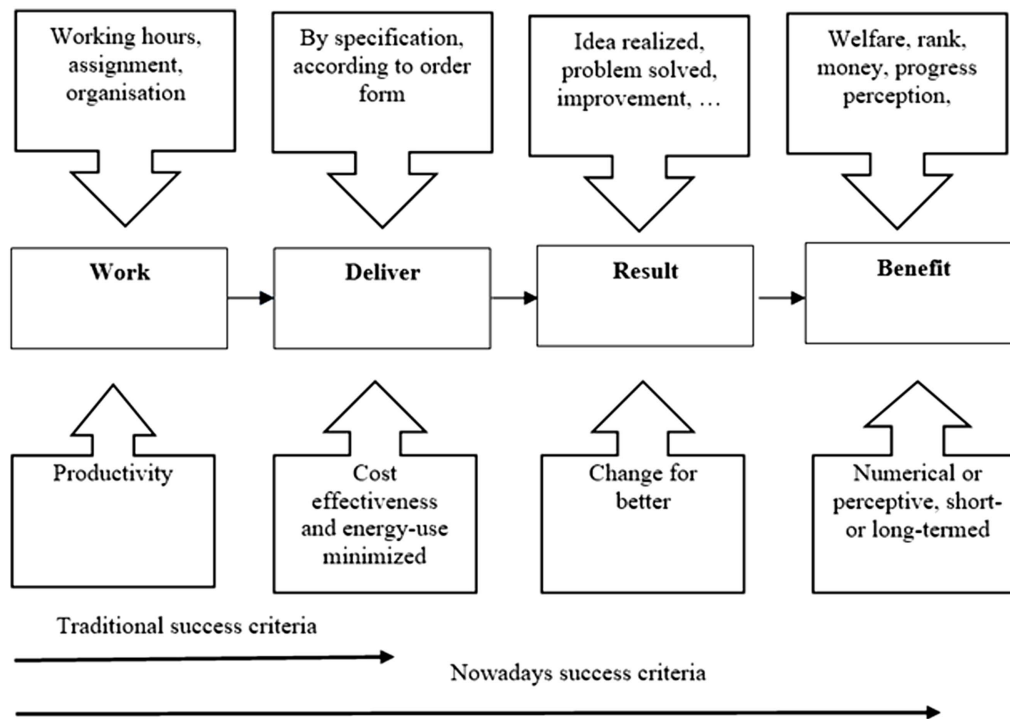 Working hours,
assignment,
organisation
By specification,
according to order
form
Idea realized,
problem solved,
improvement, …
Welfare, rank,
money, progress
perception,
Work
Deliver
Result
Benefit
Productivity
Cost
effectiveness
and energy-use
minimized
Change for
better
Numerical or
perceptive, short-
or long-termed
Traditional success criteria
Nowadays success criteria